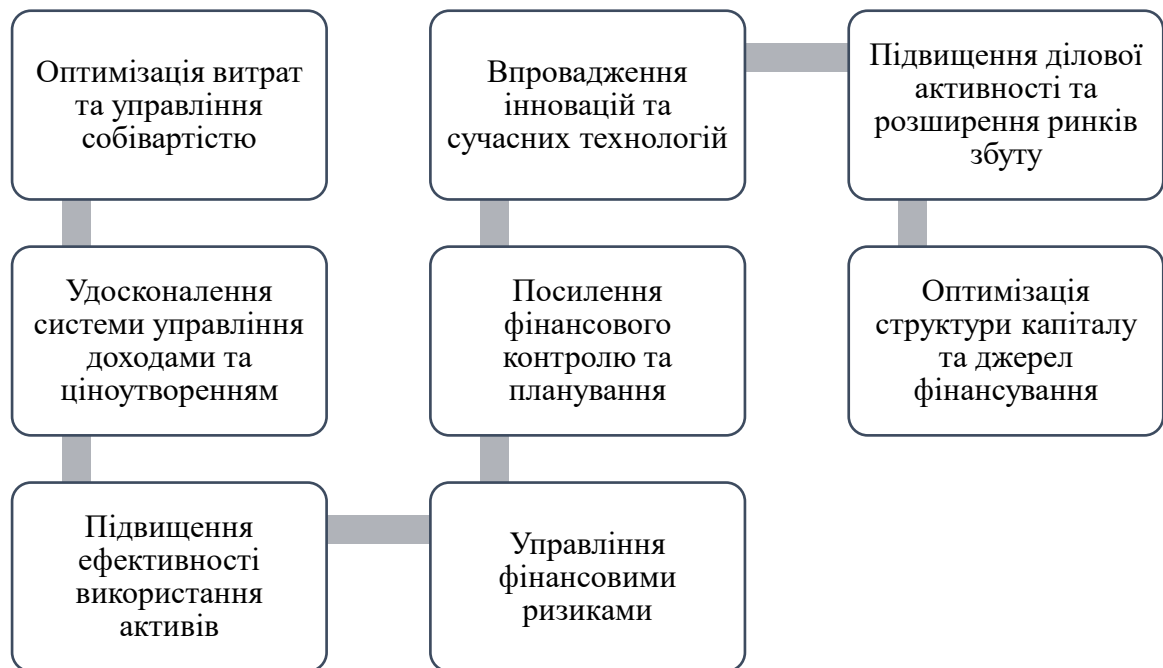 Оптимізація витрат
та управління
собівартістю
Удосконалення
системи управління
доходами та
ціноутворенням
Підвищення
ефективності
використання
активів
Управління
фінансовими
ризиками
Посилення
фінансового
контролю та
планування
Впровадження
інновацій та
сучасних технологій
Підвищення ділової
активності та
розширення ринків
збуту
Оптимізація
структури капіталу
та джерел
фінансування